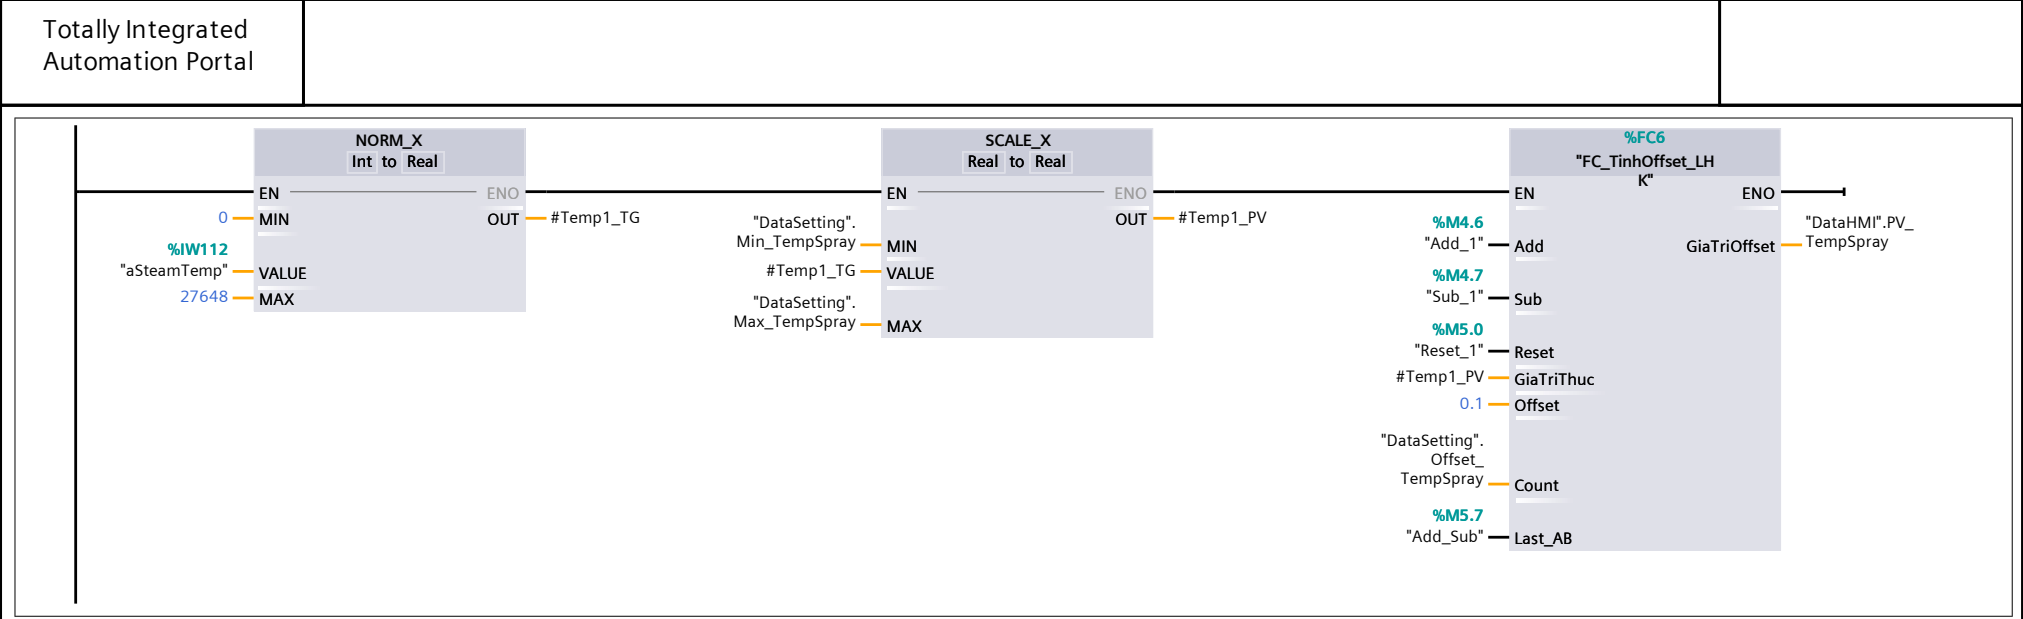 Totally Integrated
Automation Portal
NORM_X
Int to Real
EN
ENO
0
MIN
OUT
#Temp1_TG
%IW112
"aSteamTemp"
VALUE
27648
MAX
SCALE_X
Real to Real
EN
ENO
"DataSetting".
Min_TempSpray
MIN
OUT
#Temp1_PV
#Temp1_TG
VALUE
"DataSetting".
Max_TempSpray
MAX
%FC6
"FC_TinhOffset_LH
K"
EN
ENO
%M4.6
"Add_1"
Add
GiaTriOffset
"DataHMI".PV_
TempSpray
%M4.7
"Sub_1"
Sub
%M5.0
"Reset_1"
Reset
#Temp1_PV
GiaTriThuc
0.1
Offset
"DataSetting".
Offset_
TempSpray
Count
%M5.7
"Add_Sub"
Last_AB